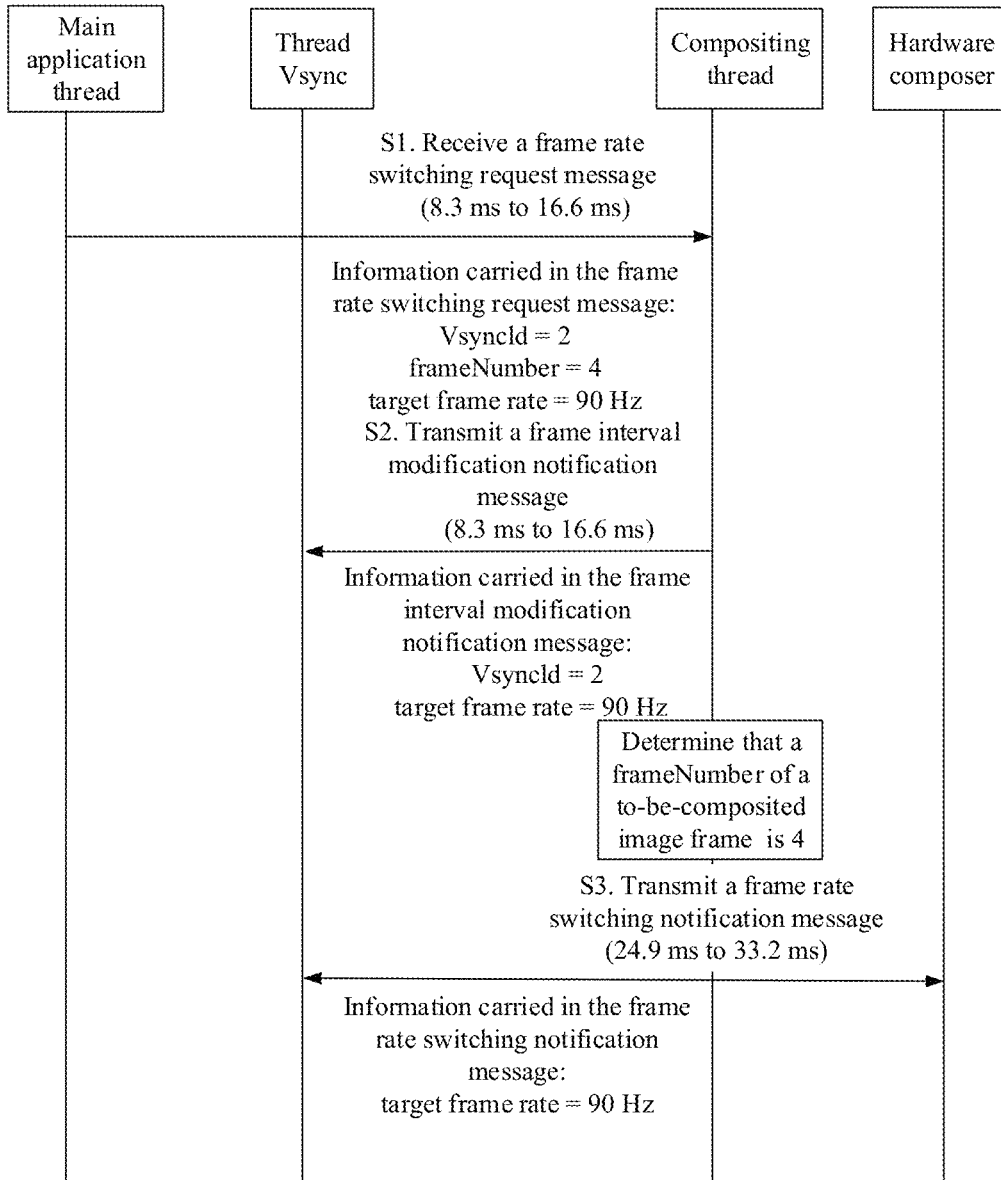 Main
application
thread
Thread
Vsync
Compositing
thread
Hardware
composer
S1. Receive a frame rate
switching request message
(8.3 ms to 16.6 ms)
Information carried in the frame
rate switching request message:
VsyncId = 2
frameNumber = 4
target frame rate = 90 Hz
S2. Transmit a frame interval
modification notification
message
(8.3 ms to 16.6 ms)
Information carried in the frame
interval modification
notification message:
VsyncId = 2
target frame rate = 90 Hz
Determine that a
frameNumber of a
to-be-composited
image frame is 4
S3. Transmit a frame rate
switching notification message
(24.9 ms to 33.2 ms)
Information carried in the frame
rate switching notification
message:
target frame rate = 90 Hz